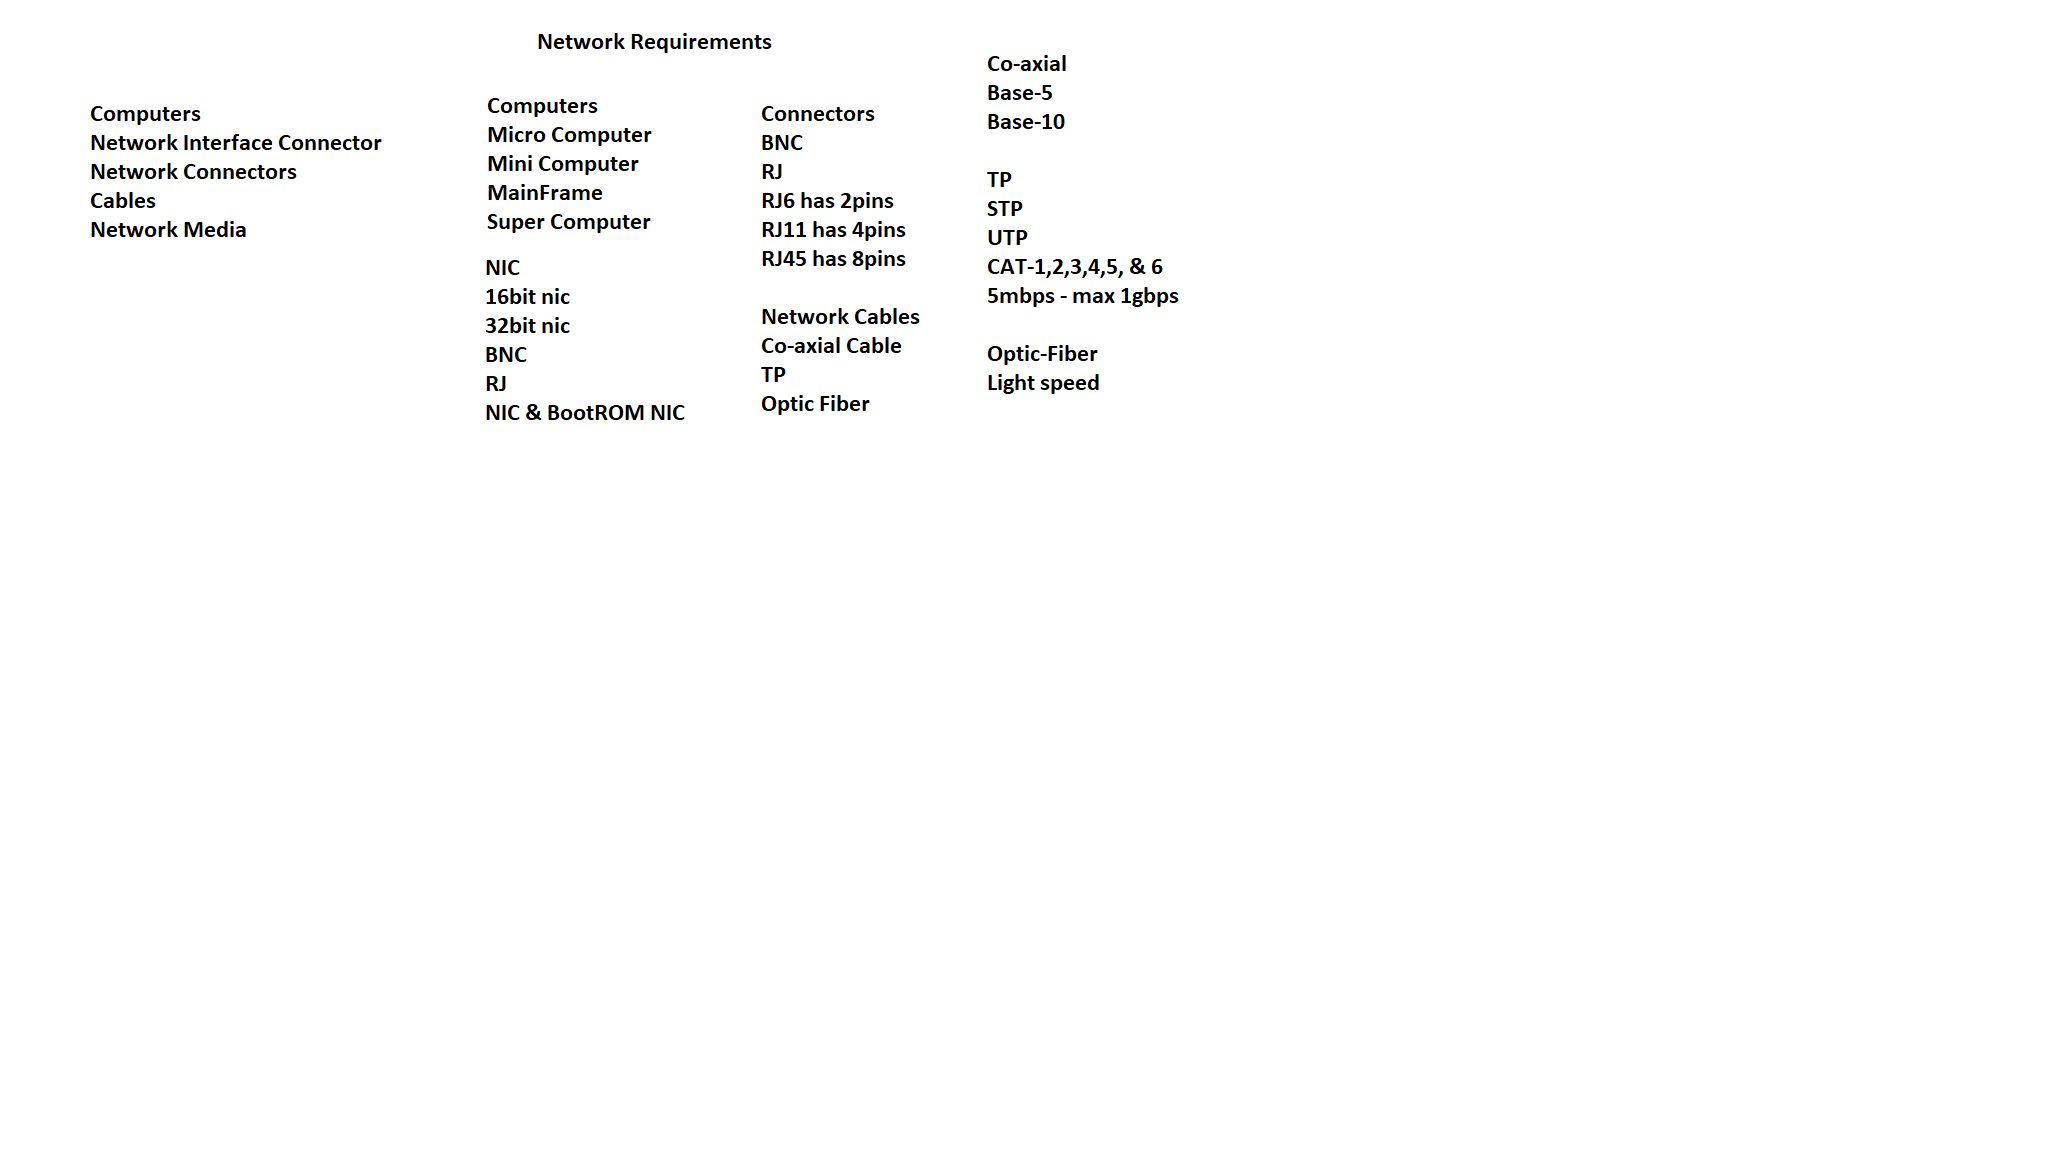 Network Requirements
Computers
Network Interface Connector
Network Connectors
Cables
Network Media
Computers
Micro Computer
Mini Computer
MainFrame
Super Computer
NIC
16bit nic
32bit nic
BNC
RJ
NIC & BootROM NIC
Connectors
BNC
RJ
RJ6 has 2pins
RJ11 has 4pins
RJ45 has 8pins
Network Cables
Co-axial Cable
TP
Optic Fiber
Co-axial
Base-5
Base-10
TP
STP
UTP
CAT-1,2,3,4,5, & 6
5mbps - max 1gbps
Optic-Fiber
Light speed